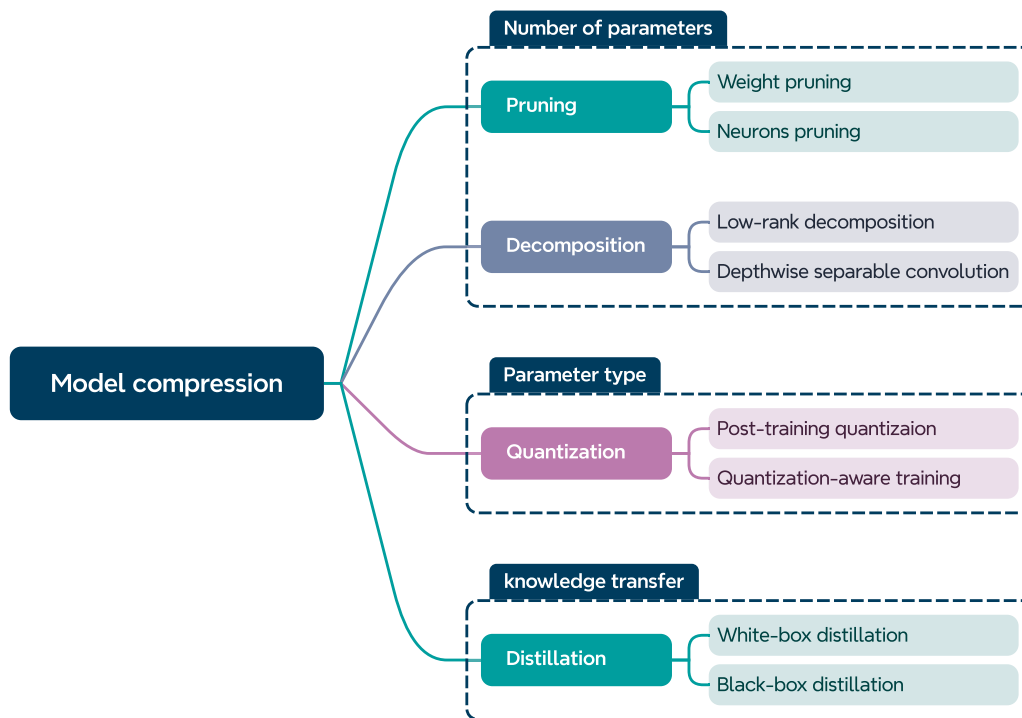 Number of parameters
Pruning
Weight pruning
Neurons pruning
Decomposition
Low-rank decomposition
Depthwise separable convolution
Model compression
Parameter type
Quantization
Post-training quantizaion
Quantization-aware training
knowledge transfer
Distillation
White-box distillation
Black-box distillation